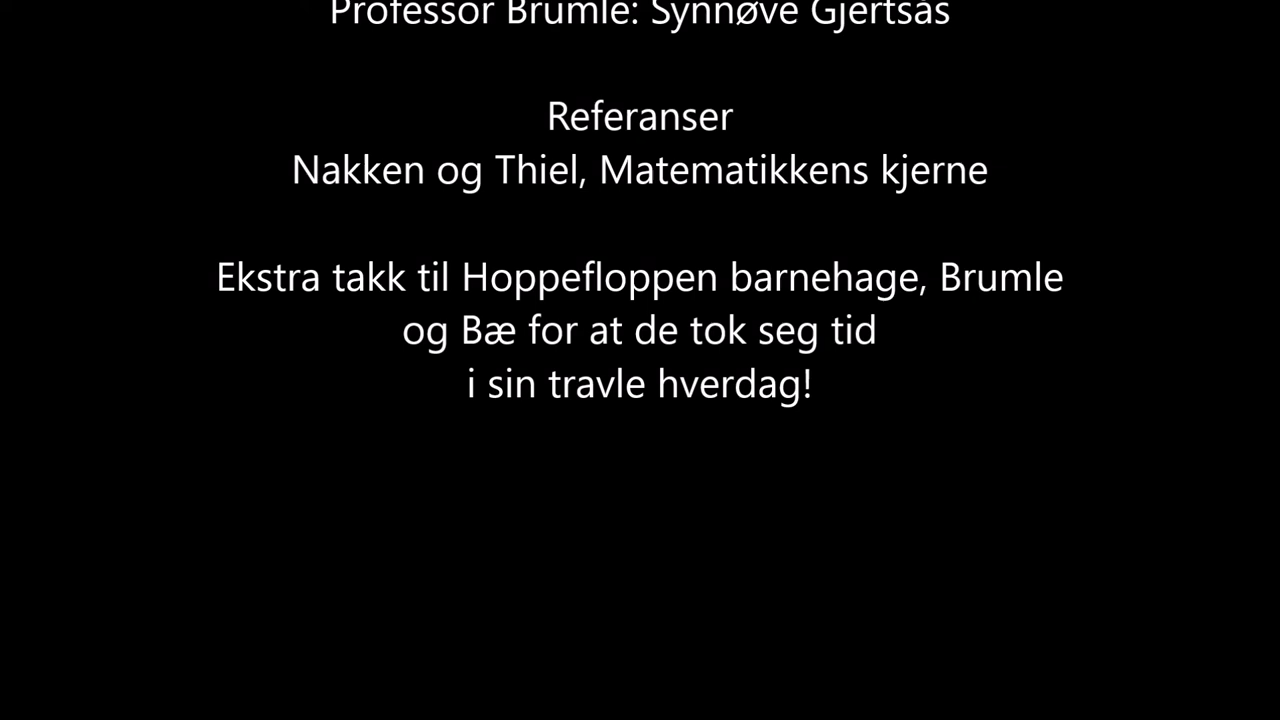 Professor Brumle: Synnøve Gjertsås
Referanser
Nakken og Thiel, Matematikkens kjerne
Ekstra takk til Hoppefloppen barnehage, Brumle
og Bæ for at de tok seg tid
i sin travle hverdag!